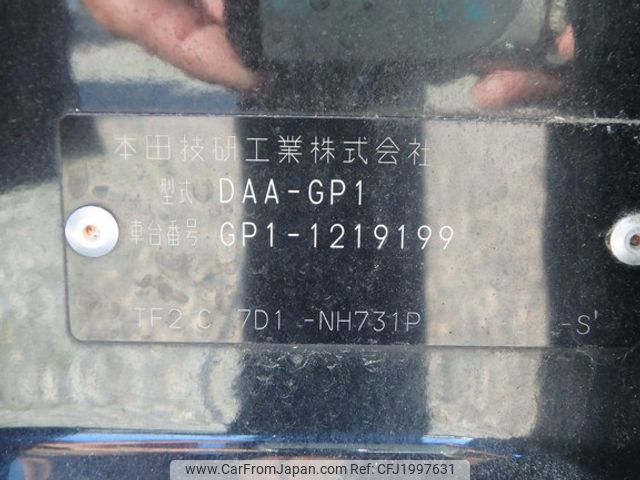 本田技研工業株式会社
型式 DAA-GP1
車台番号 GP1-1219199
TF2 C 7D1 -NH731P -S
www.CarFromJapan.com | Ref No:CFJ1997631